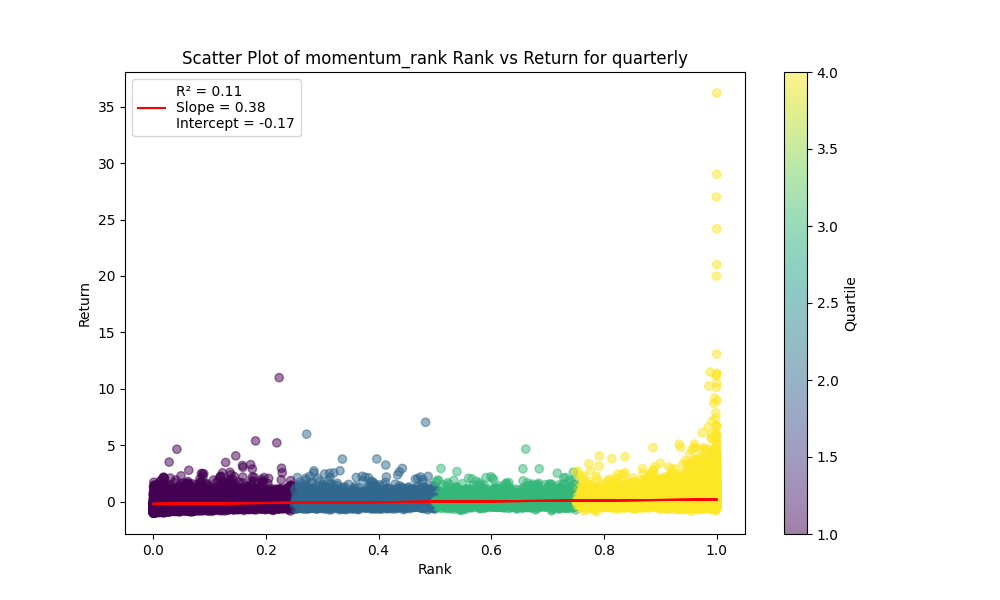 Scatter Plot of momentum_rank Rank vs Return for quarterly
R² = 0.11
Slope = 0.38
Intercept = -0.17
35
30
25
20
15
10
5
0
Return
0.0 0.2 0.4 0.6 0.8 1.0
Rank
4.0
3.5
3.0
2.5
2.0
1.5
1.0
Quartile